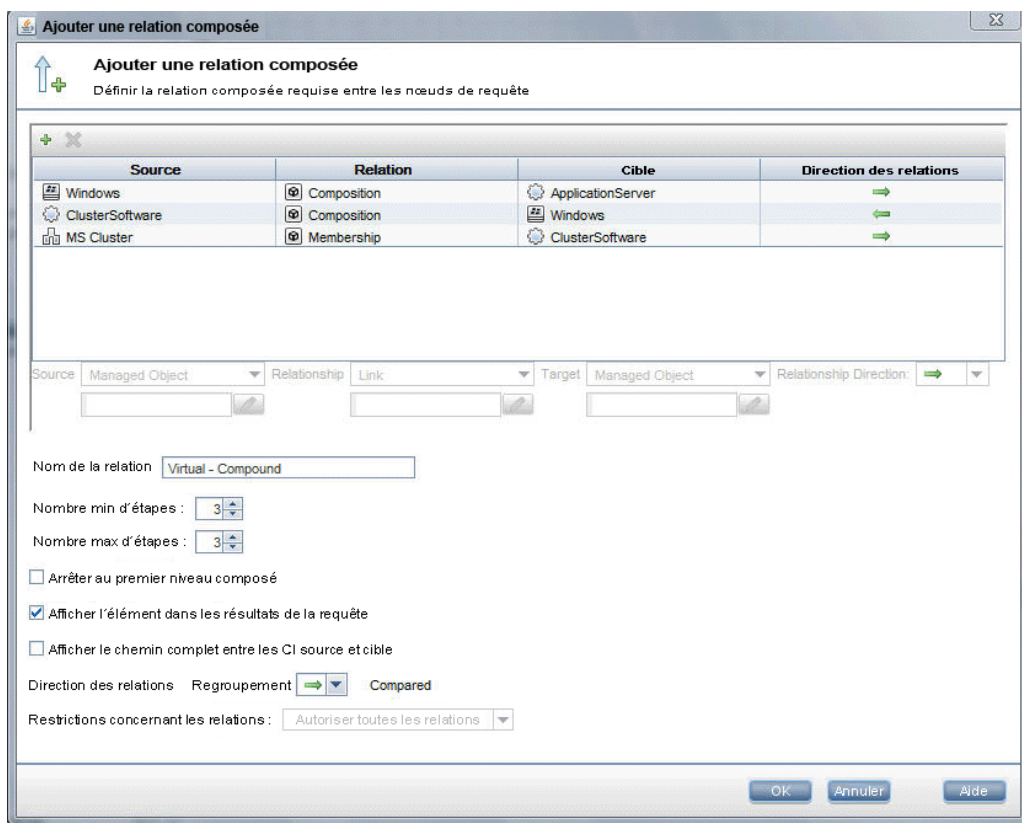 Ajouter une relation composée
Ajouter une relation composée
Définir la relation composée requise entre les nœuds de requête
Source Relation Cible Direction des relations
Windows Composition ApplicationServer
ClusterSoftware Composition Windows
MS Cluster Membership ClusterSoftware
Source Managed Object Relationship Link Target Managed Object Relationship Direction:
Nom de la relation Virtual - Compound
Nombre min d´étapes : 3
Nombre max d´étapes : 3
Arrêter au premier niveau composé
Afficher l´élément dans les résultats de la requête
Afficher le chemin complet entre les CI source et cible
Direction des relations Regroupement Compared
Restrictions concernant les relations : Autoriser toutes les relations
OK Annuler Aide